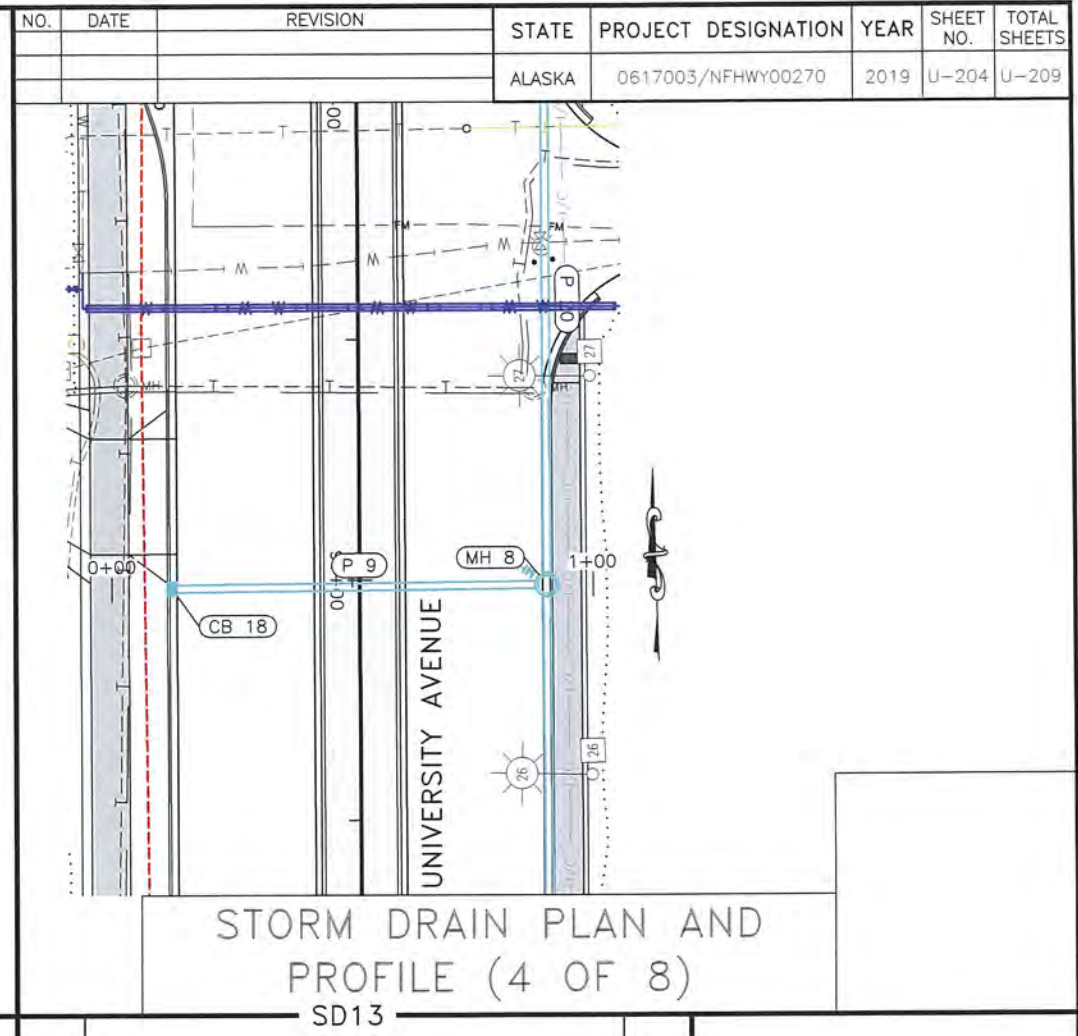 NO. DATE REVISION
STATE PROJECT DESIGNATION YEAR SHEET NO. TOTAL SHEETS
ALASKA 0617003/NFHWY00270 2019 U-204 U-209
00
T T T
T
FM FM
W W W
W W W W W W
27
27
MH T T T MH
0+00
P 9
MH 8
1+00
+00
CB 18
UNIVERSITY AVENUE
26
26
STORM DRAIN PLAN AND
PROFILE (4 OF 8)
SD13